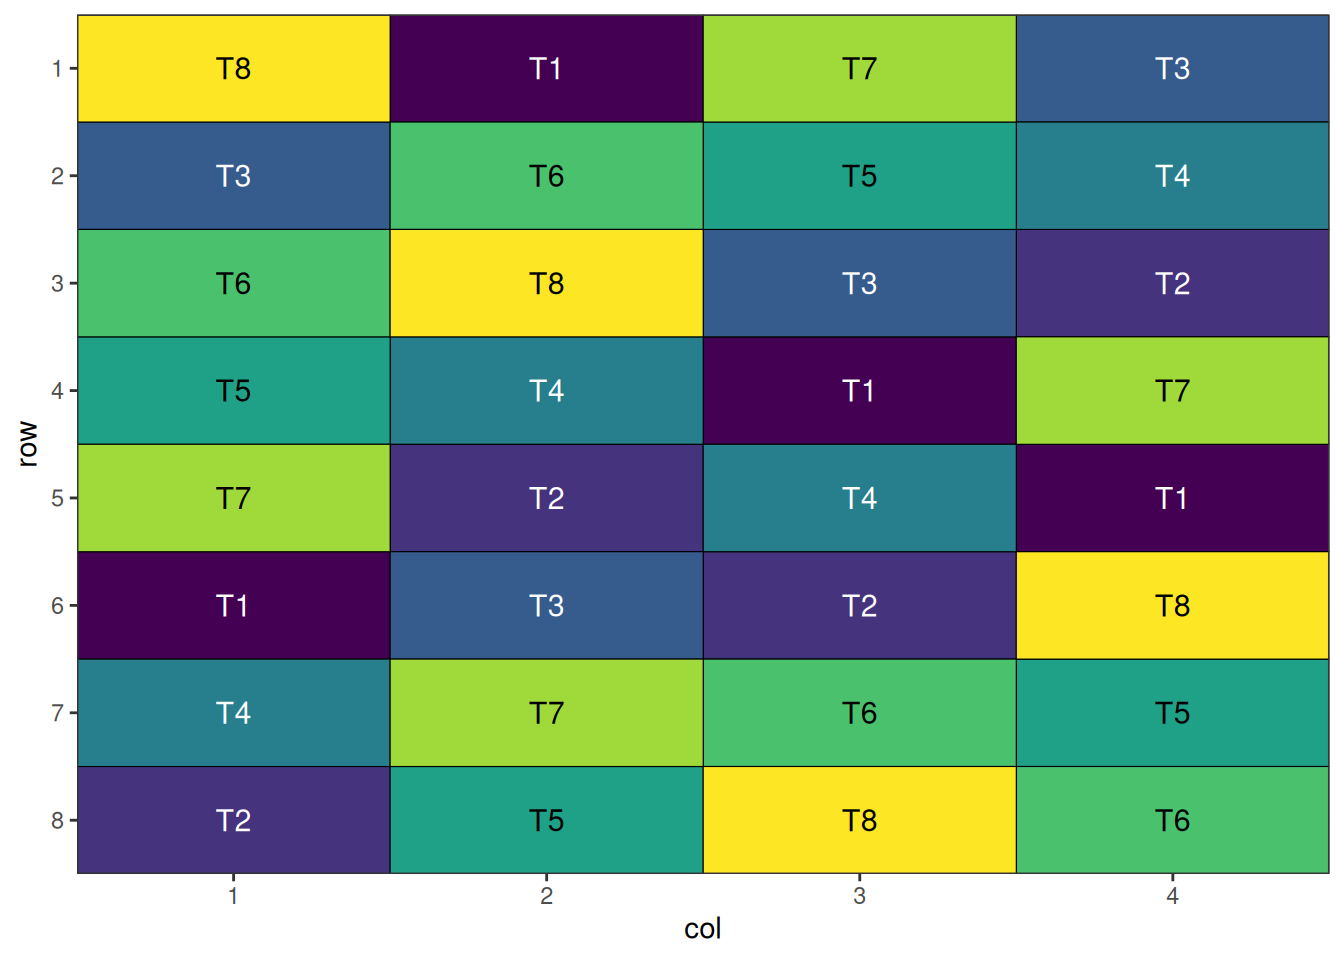 1 T8 T1 T7 T3
2 T3 T6 T5 T4
3 T6 T8 T3 T2
4 T5 T4 T1 T7
row
5 T7 T2 T4 T1
6 T1 T3 T2 T8
7 T4 T7 T6 T5
8 T2 T5 T8 T6
1 2 3 4
col